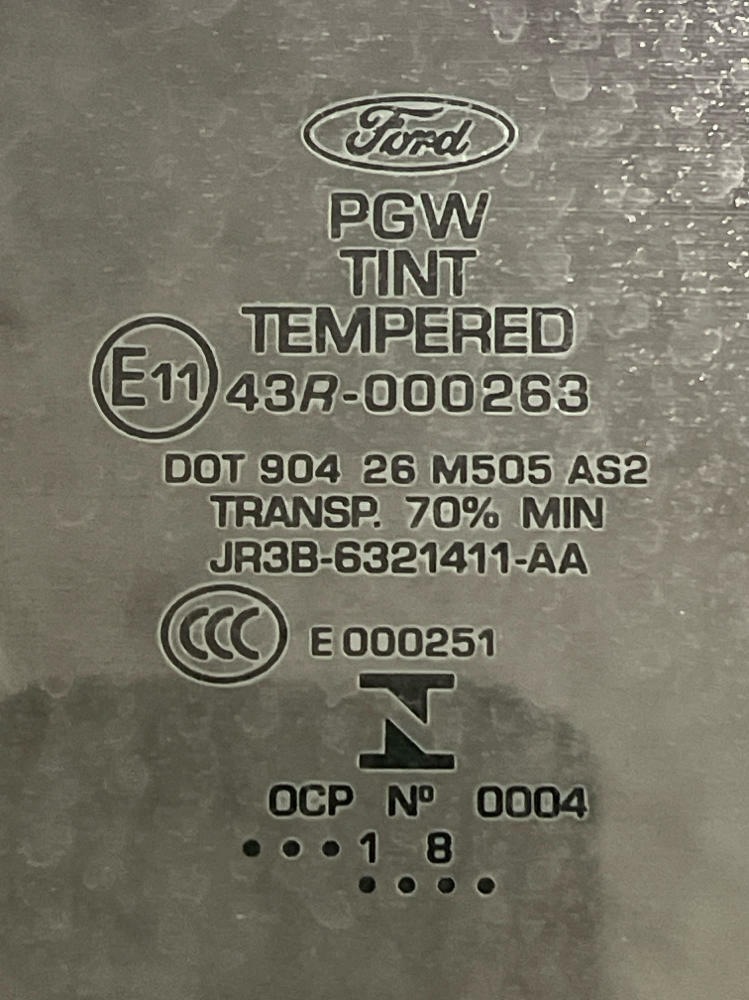 Ford
PGW
TINT
TEMPERED
E11 43R-000263
DOT 904 26 M505 AS2
TRANSP. 70% MIN
JR3B-6321411-AA
CCC E000251
N
OCP Nº 0004
•••1 8
••••